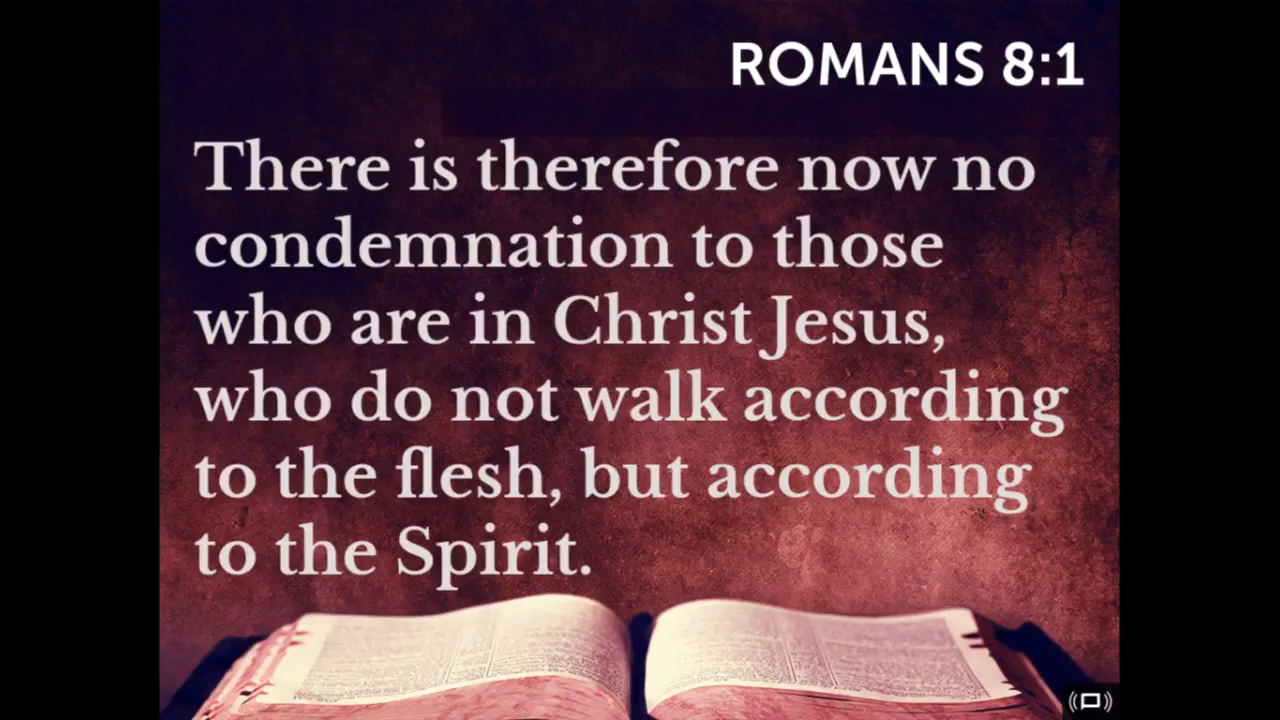 ROMANS 8:1
There is therefore now no
condemnation to those
who are in Christ Jesus,
who do not walk according
to the flesh, but according
to the Spirit.